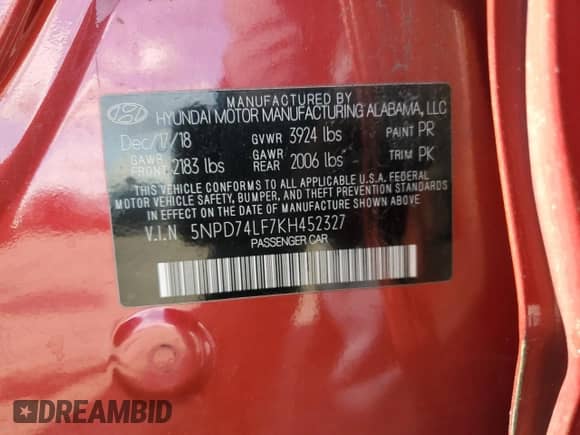 MANUFACTURED BY
HYUNDAI MOTOR MANUFACTURING ALABAMA, LLC
Dec/17/18 GVWR 3924 lbs PAINT PR
GAWR FRONT 2183 lbs GAWR REAR 2006 lbs TRIM PK
THIS VEHICLE CONFORMS TO ALL APPLICABLE U.S.A. FEDERAL
MOTOR VEHICLE SAFETY, BUMPER, AND THEFT PREVENTION STANDARDS
IN EFFECT ON THE DATE OF MANUFACTURE SHOWN ABOVE
V.I.N 5NPD74LF7KH452327
PASSENGER CAR
DREAMBID